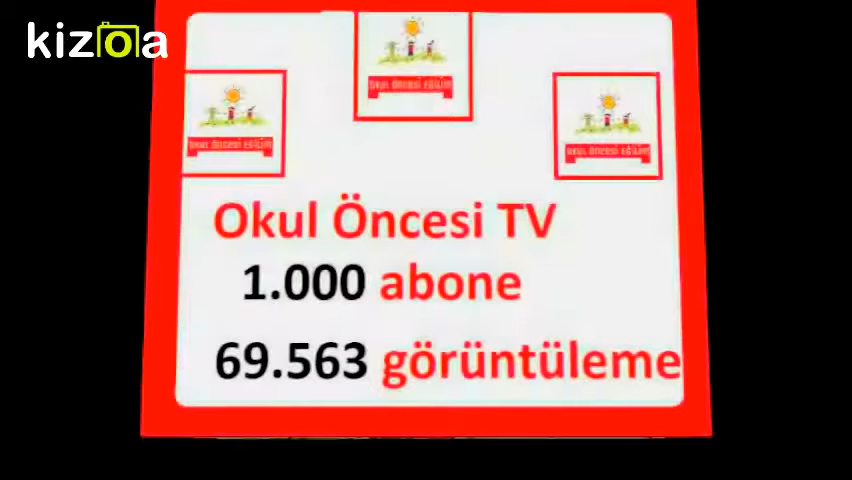 kizoa
OKUL ÖNCESİ EĞİTİM
OKUL ÖNCESİ EĞİTİM
OKUL ÖNCESİ EĞİTİM
Okul Öncesi TV
1.000 abone
69.563 görüntüleme